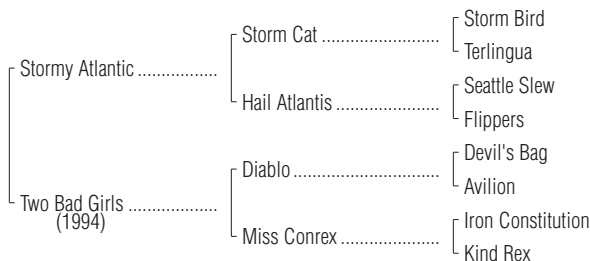 Storm Bird
Storm Cat ........................
Terlingua
Stormy Atlantic ................
Seattle Slew
Hail Atlantis .....................
Flippers
Devil's Bag
Diablo .............................
Avilion
Two Bad Girls .................
(1994)
Iron Constitution
Miss Conrex ....................
Kind Rex